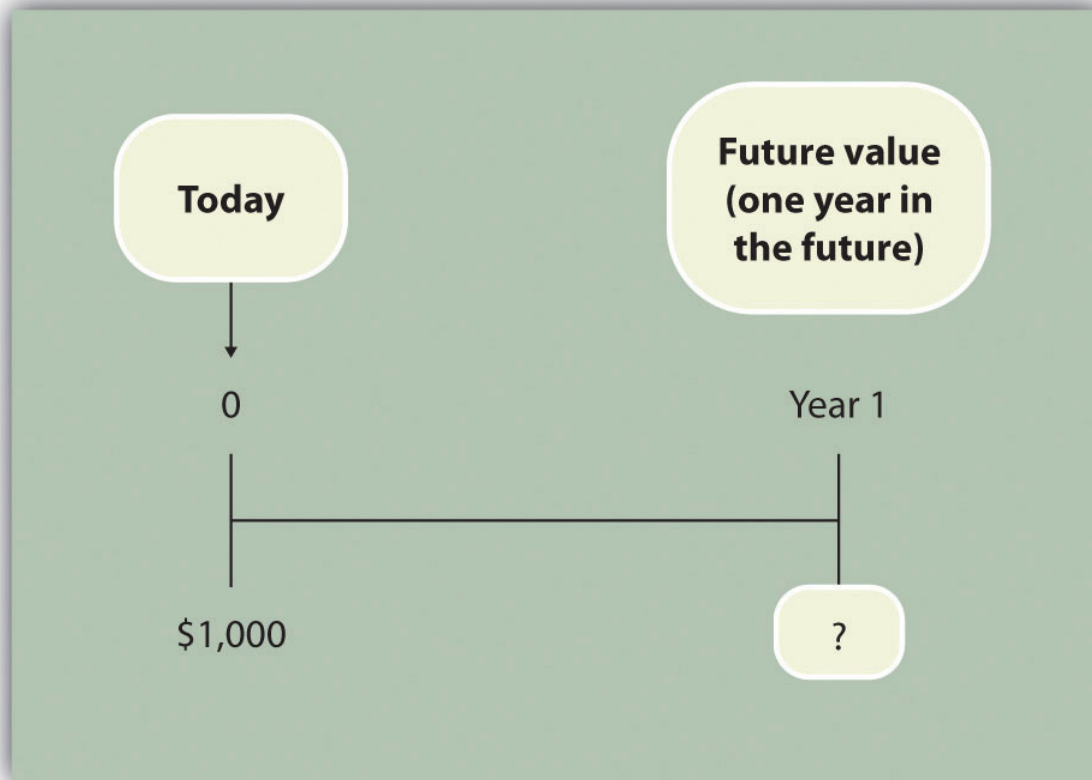 Today
Future value
(one year in
the future)
0
Year 1
$1,000
?